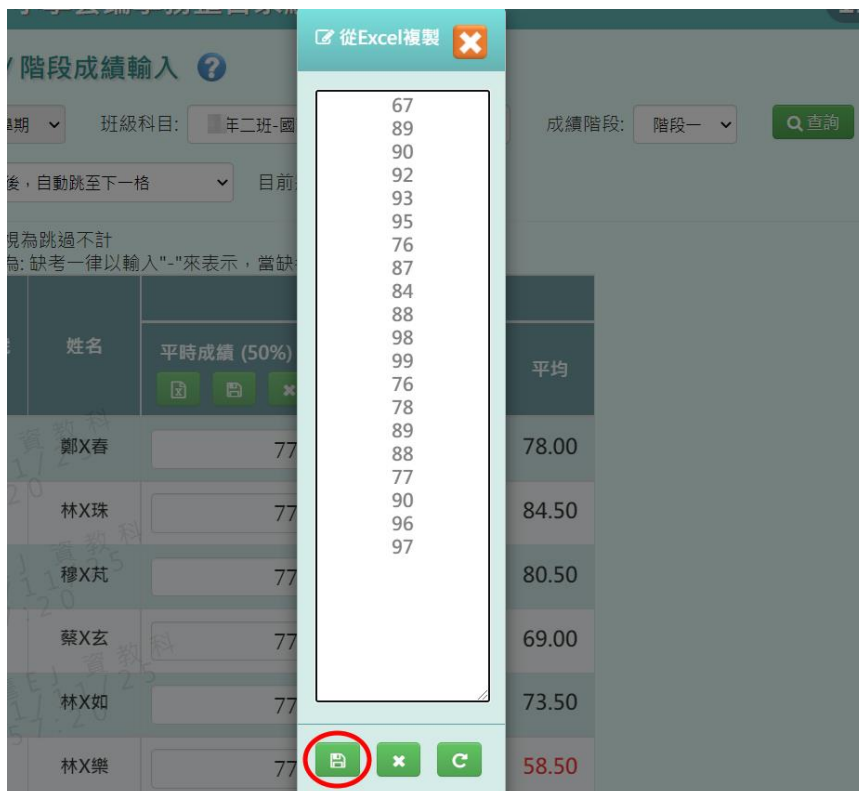 從Excel複製
/ 階段成績輸入
班級科目: 年二班-國
成績階段: 階段一
查詢
後，自動跳至下一格
目前
視為跳過不計
為: 缺考一律以輸入"-"來表示，當缺
67
89
90
92
93
95
76
87
84
88
98
99
76
78
89
88
77
90
96
97
姓名
平時成績 (50%)
平均
鄭X春 77 78.00
林X珠 77 84.50
穆X芃 77 80.50
蔡X玄 77 69.00
林X如 77 73.50
林X樂 77 58.50